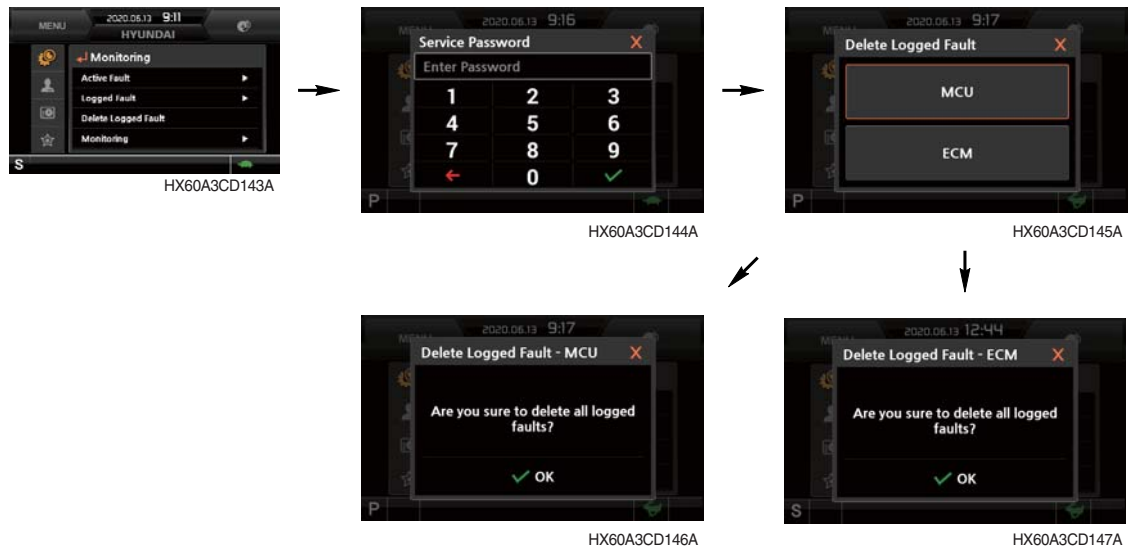 MENU
2020.06.13 9:11
HYUNDAI
Monitoring
Active Fault
Logged Fault
Delete Logged Fault
Monitoring
S
HX60A3CD143A
2020.06.13 9:16
Service Password X
Enter Password
1 2 3
4 5 6
7 8 9
0
P
HX60A3CD144A
2020.06.13 9:17
Delete Logged Fault X
MCU
ECM
P
HX60A3CD145A
2020.06.13 9:17
Delete Logged Fault - MCU X
Are you sure to delete all logged
faults?
OK
P
HX60A3CD146A
2020.06.13 12:44
Delete Logged Fault - ECM X
Are you sure to delete all logged
faults?
OK
S
HX60A3CD147A